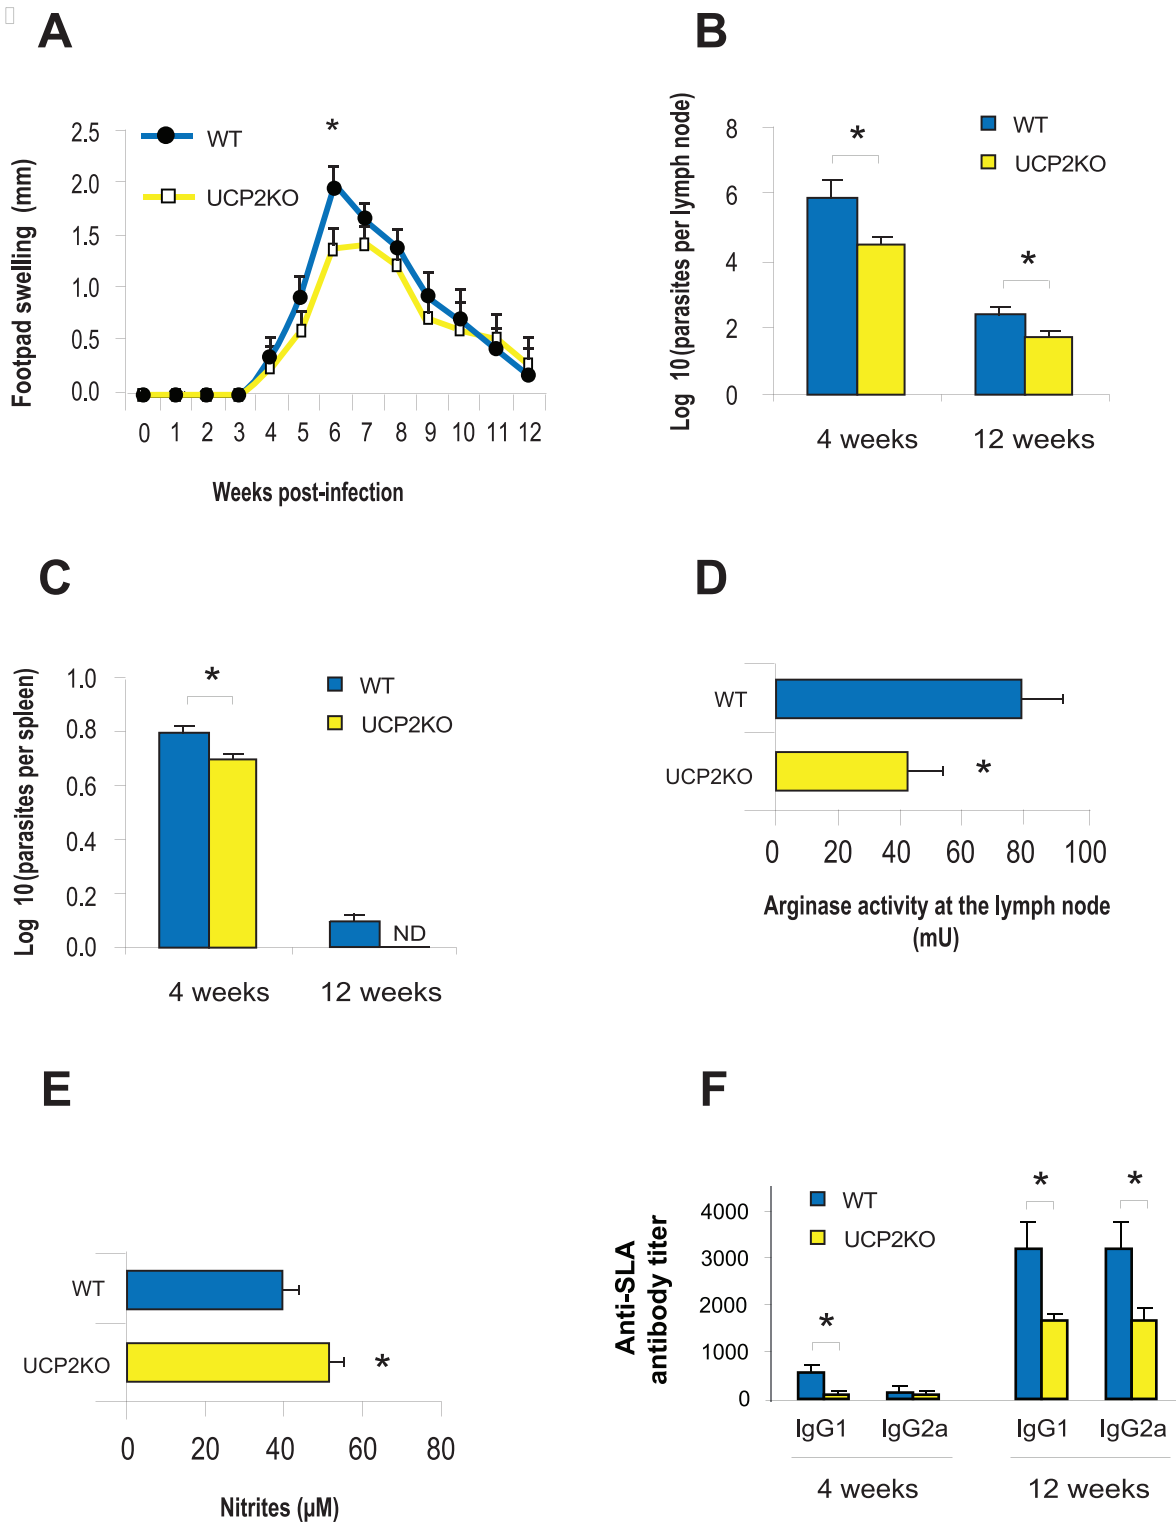 A
Footpad swelling (mm)
2.5
2.0
1.5
1.0
0.5
0.0
WT
UCP2KO
*
0 1 2 3 4 5 6 7 8 9 10 11 12
Weeks post-infection
B
Log 10(parasites per lymph node)
8
6
4
2
0
WT
UCP2KO
*
*
4 weeks 12 weeks
C
Log 10(parasites per spleen)
1.0
0.8
0.6
0.4
0.2
0.0
WT
UCP2KO
*
ND
4 weeks 12 weeks
D
WT
UCP2KO
*
0 20 40 60 80 100
Arginase activity at the lymph node
(mU)
E
WT
UCP2KO
*
0 20 40 60 80
Nitrites (µM)
F
Anti-SLA
antibody titer
4000
3000
2000
1000
0
WT
UCP2KO
*
*
*
IgG1 IgG2a IgG1 IgG2a
4 weeks 12 weeks